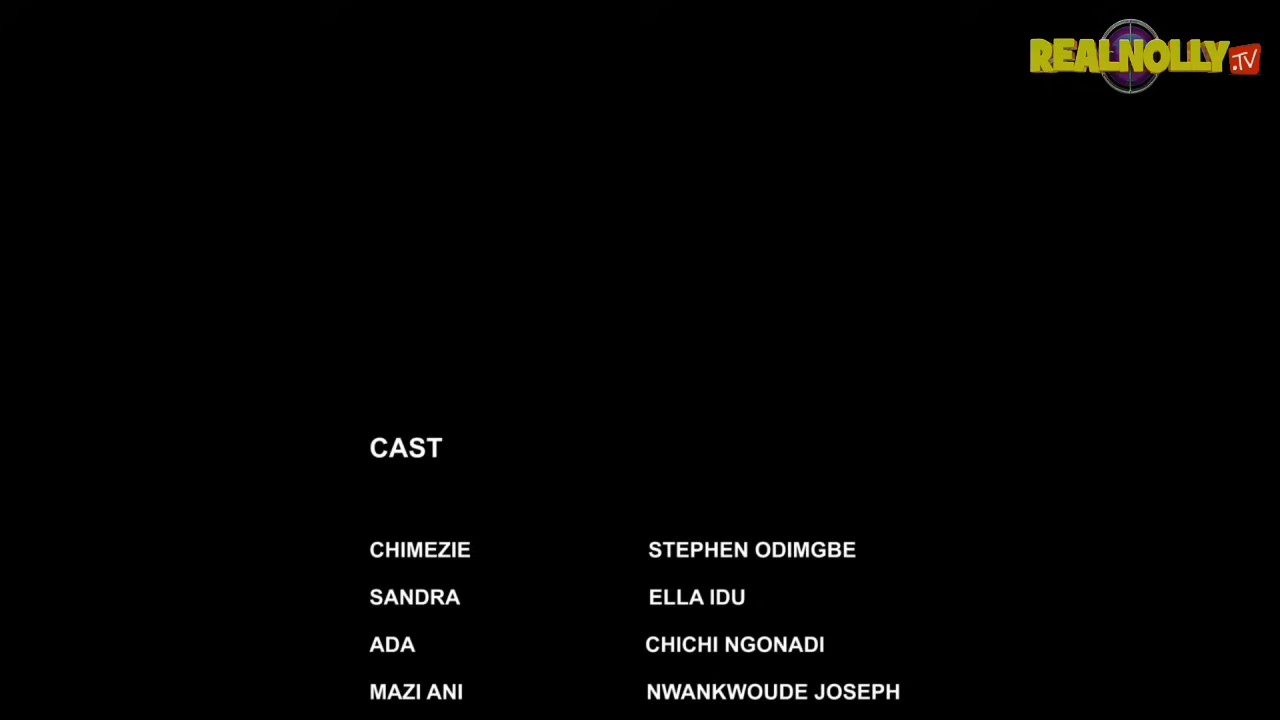 REALNOLLY.TV
CAST
CHIMEZIE STEPHEN ODIMGBE
SANDRA ELLA IDU
ADA CHICHI NGONADI
MAZI ANI NWANKWOUDE JOSEPH